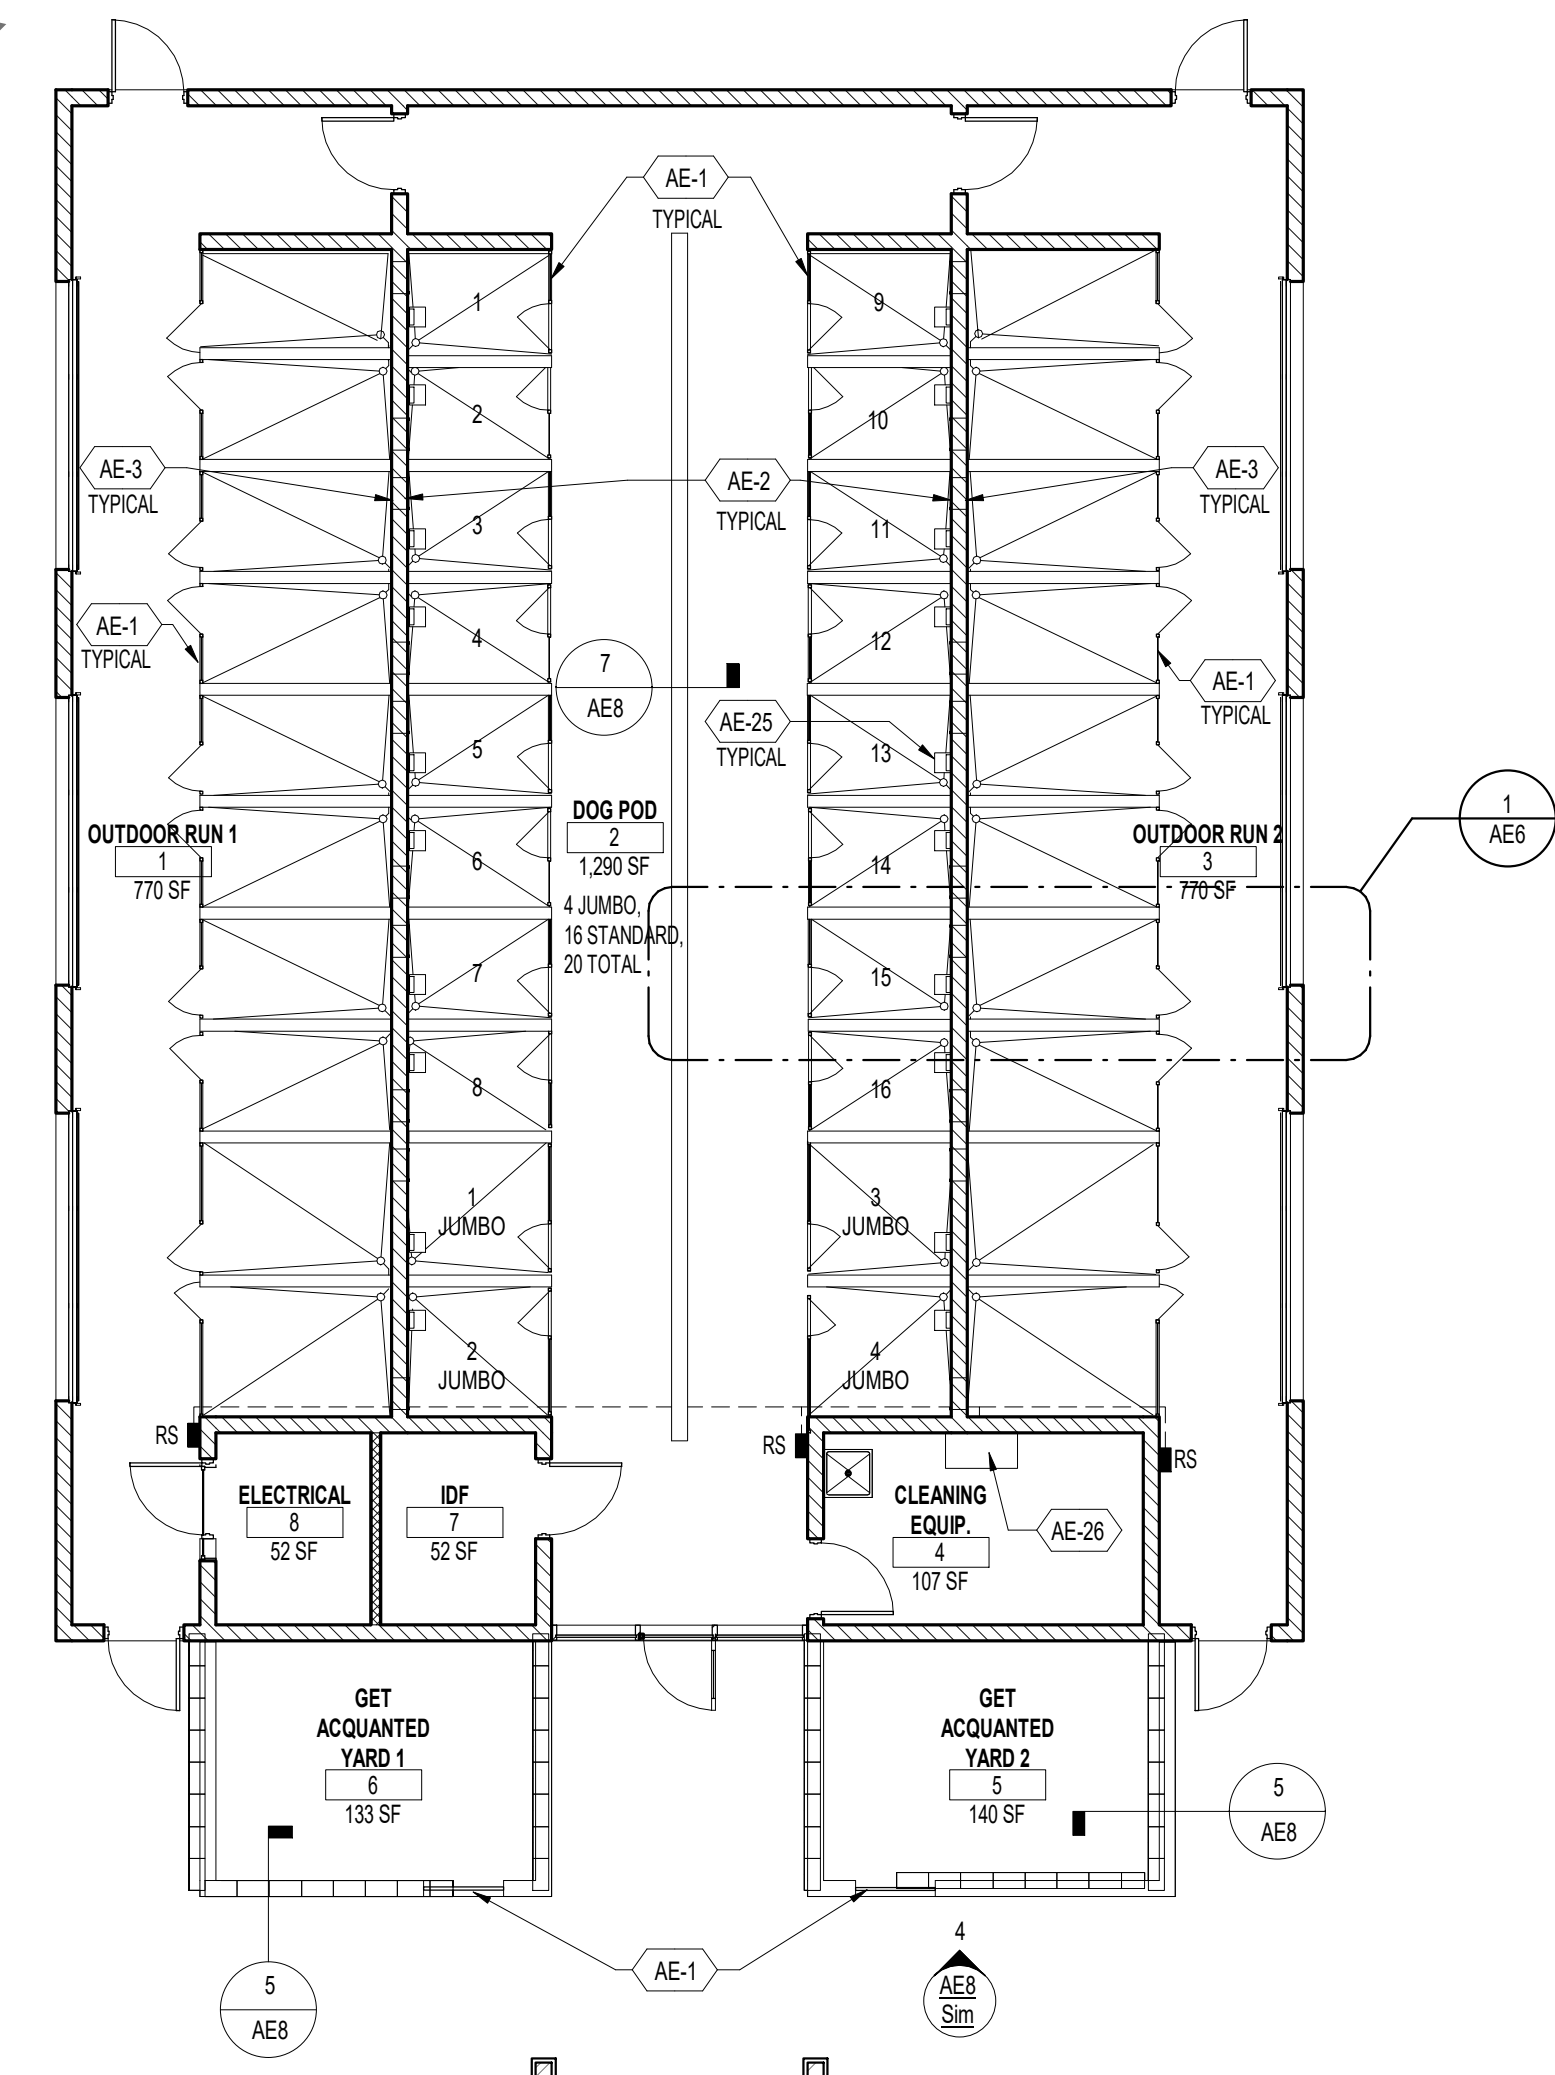 AE-1
TYPICAL
1
9
2
10
AE-3
TYPICAL
AE-2
TYPICAL
AE-3
TYPICAL
3
11
AE-1
TYPICAL
4
12
7
AE8
AE-1
TYPICAL
AE-25
TYPICAL
5
13
OUTDOOR RUN 1
1
770 SF
DOG POD
2
1,290 SF
4 JUMBO,
16 STANDARD,
20 TOTAL
6
14
OUTDOOR RUN 2
3
770 SF
1
AE6
7
15
8
16
1
JUMBO
3
JUMBO
2
JUMBO
4
JUMBO
RS
RS
RS
ELECTRICAL
8
52 SF
IDF
7
52 SF
CLEANING
EQUIP.
4
107 SF
AE-26
GET
ACQUANTED
YARD 1
6
133 SF
GET
ACQUANTED
YARD 2
5
140 SF
5
AE8
AE-1
5
AE8
4
AE8
Sim